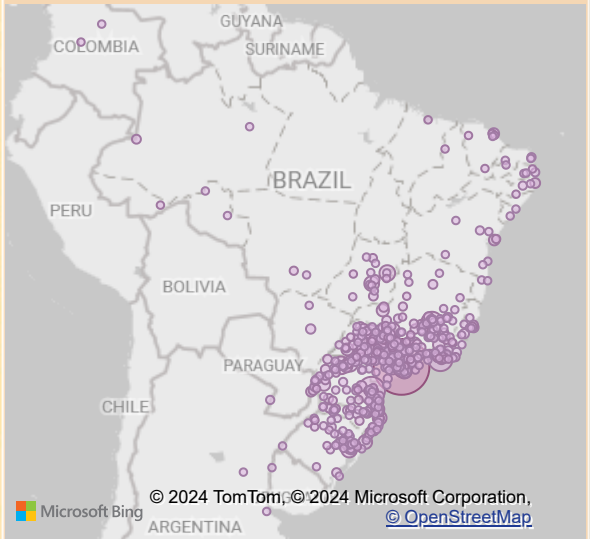 GUYANA
COLOMBIA
SURINAME
BRAZIL
PERU
BOLIVIA
PARAGUAY
CHILE
© 2024 TomTom, © 2024 Microsoft Corporation,
Microsoft Bing
© OpenStreetMap
ARGENTINA